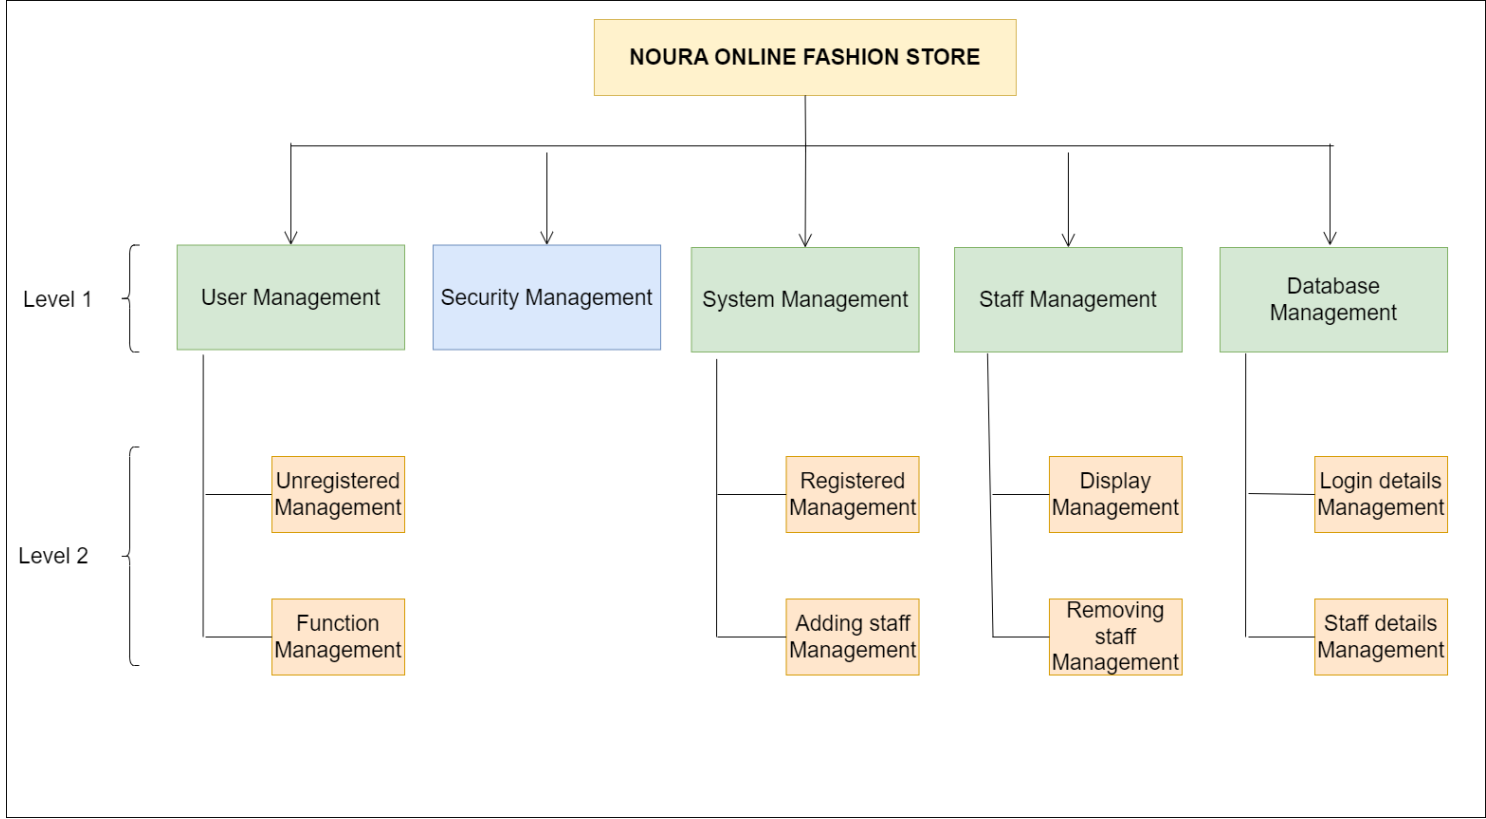 NOURA ONLINE FASHION STORE
Level 1
User Management
Security Management
System Management
Staff Management
Database
Management
Level 2
Unregistered
Management
Registered
Management
Display
Management
Login details
Management
Function
Management
Adding staff
Management
Removing
staff
Management
Staff details
Management